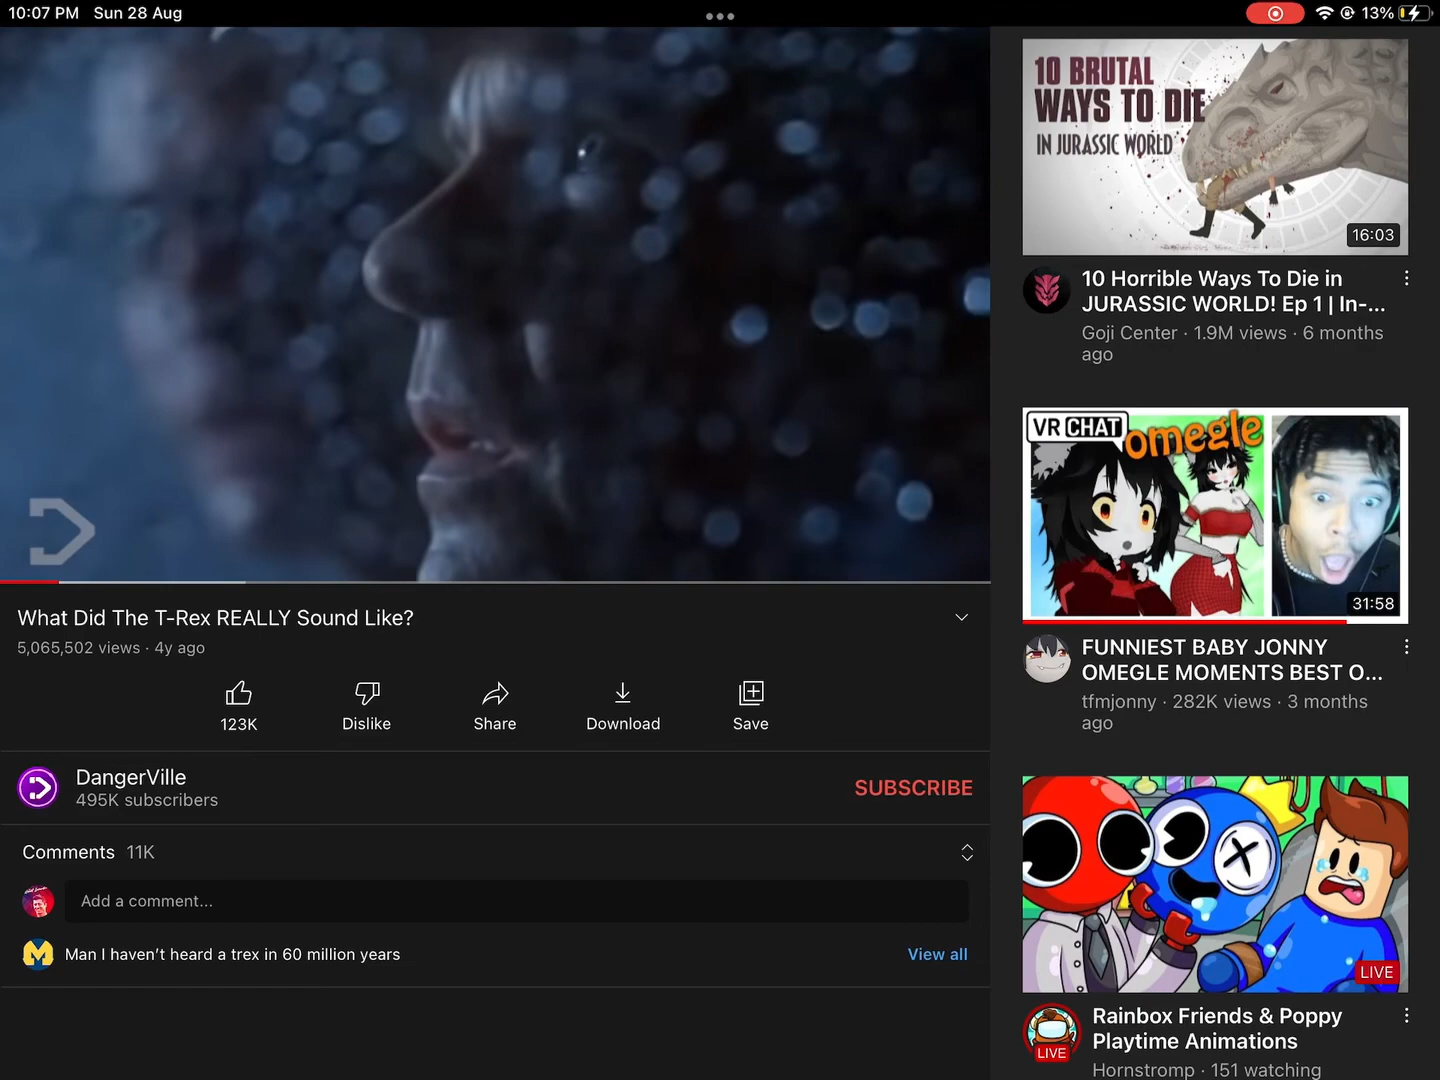 10:07 PM Sun 28 Aug
13%
What Did The T-Rex REALLY Sound Like?
5,065,502 views · 4y ago
123K
Dislike
Share
Download
Save
DangerVille
495K subscribers
SUBSCRIBE
Comments 11K
Add a comment...
Man I haven’t heard a trex in 60 million years
View all
10 BRUTAL
WAYS TO DIE
IN JURASSIC WORLD
16:03
10 Horrible Ways To Die in
JURASSIC WORLD! Ep 1 | In-...
Goji Center · 1.9M views · 6 months
ago
VR CHAT
omegle
31:58
FUNNIEST BABY JONNY
OMEGLE MOMENTS BEST O...
tfmjonny · 282K views · 3 months
ago
LIVE
LIVE
Rainbox Friends & Poppy
Playtime Animations
Hornstromp · 151 watching